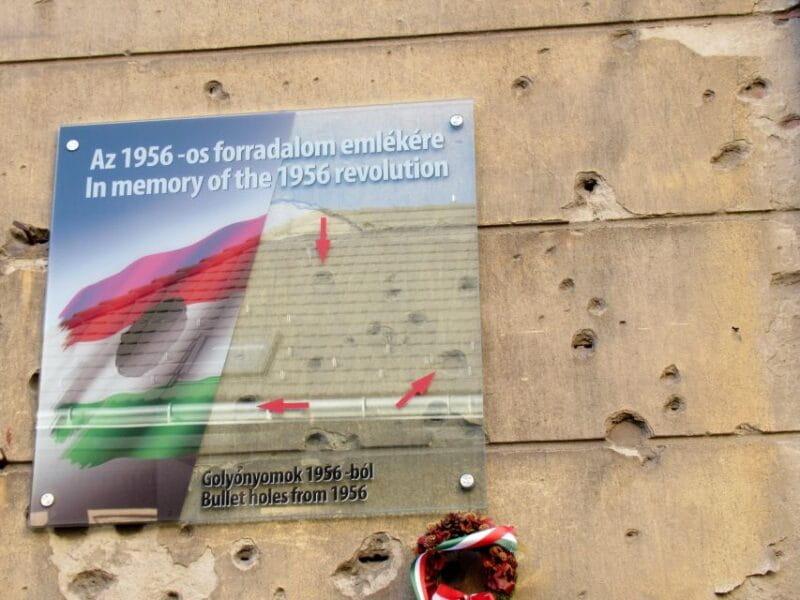 Az 1956 -os forradalom emlékére
In memory of the 1956 revolution
Golyónyomok 1956 -ból
Bullet holes from 1956